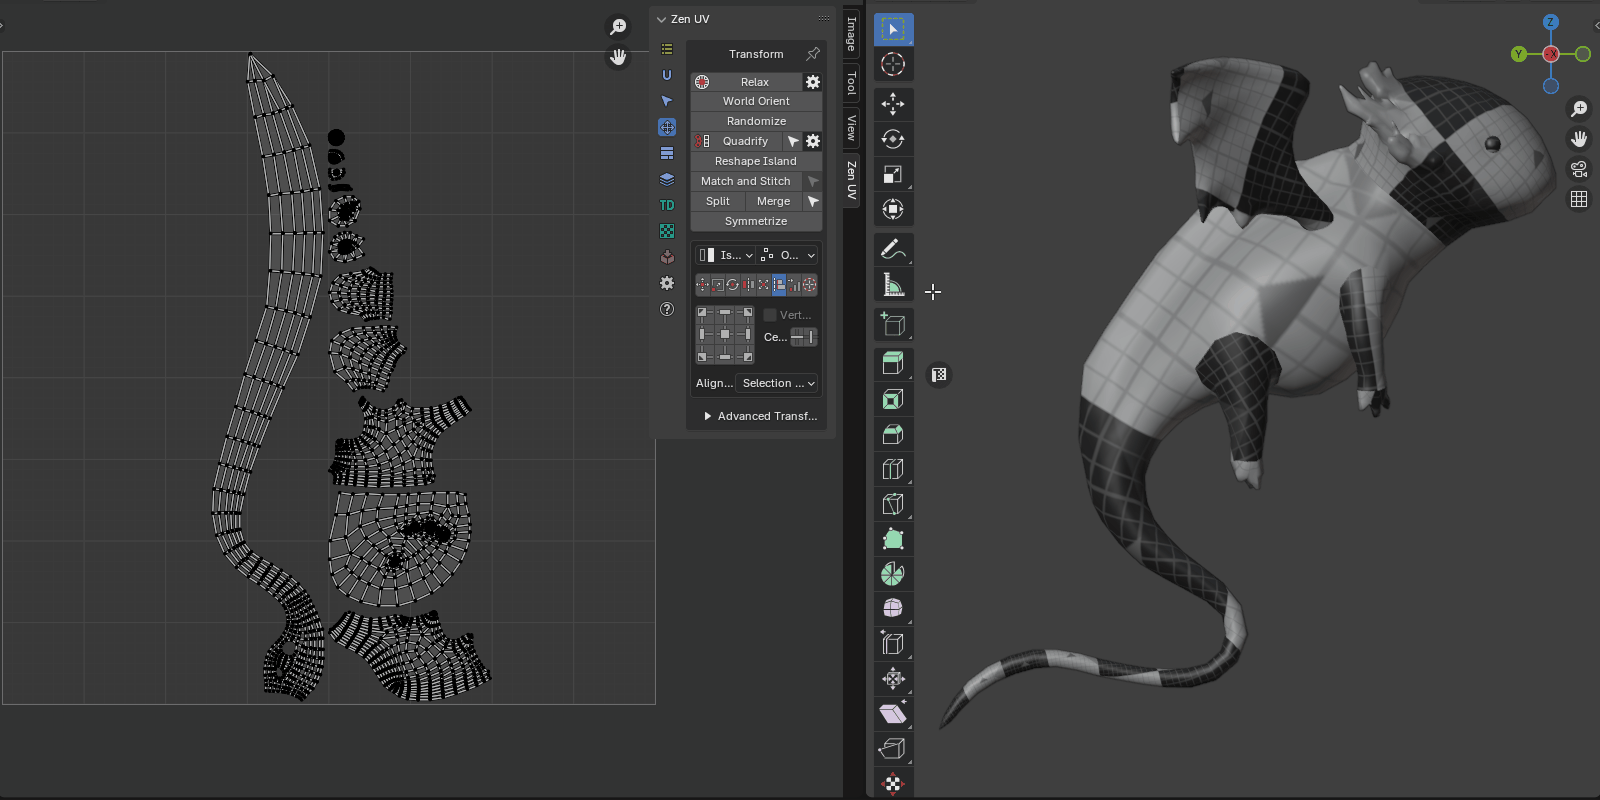 Zen UV
Transform
Relax
World Orient
Randomize
Quadrify
Reshape Island
Match and Stitch
Split Merge
Symmetrize
Is... O...
Vert...
Ce...
Align... Selection ...
Advanced Transf...
TD
Image
Tool
View
Zen UV
Z
Y
X